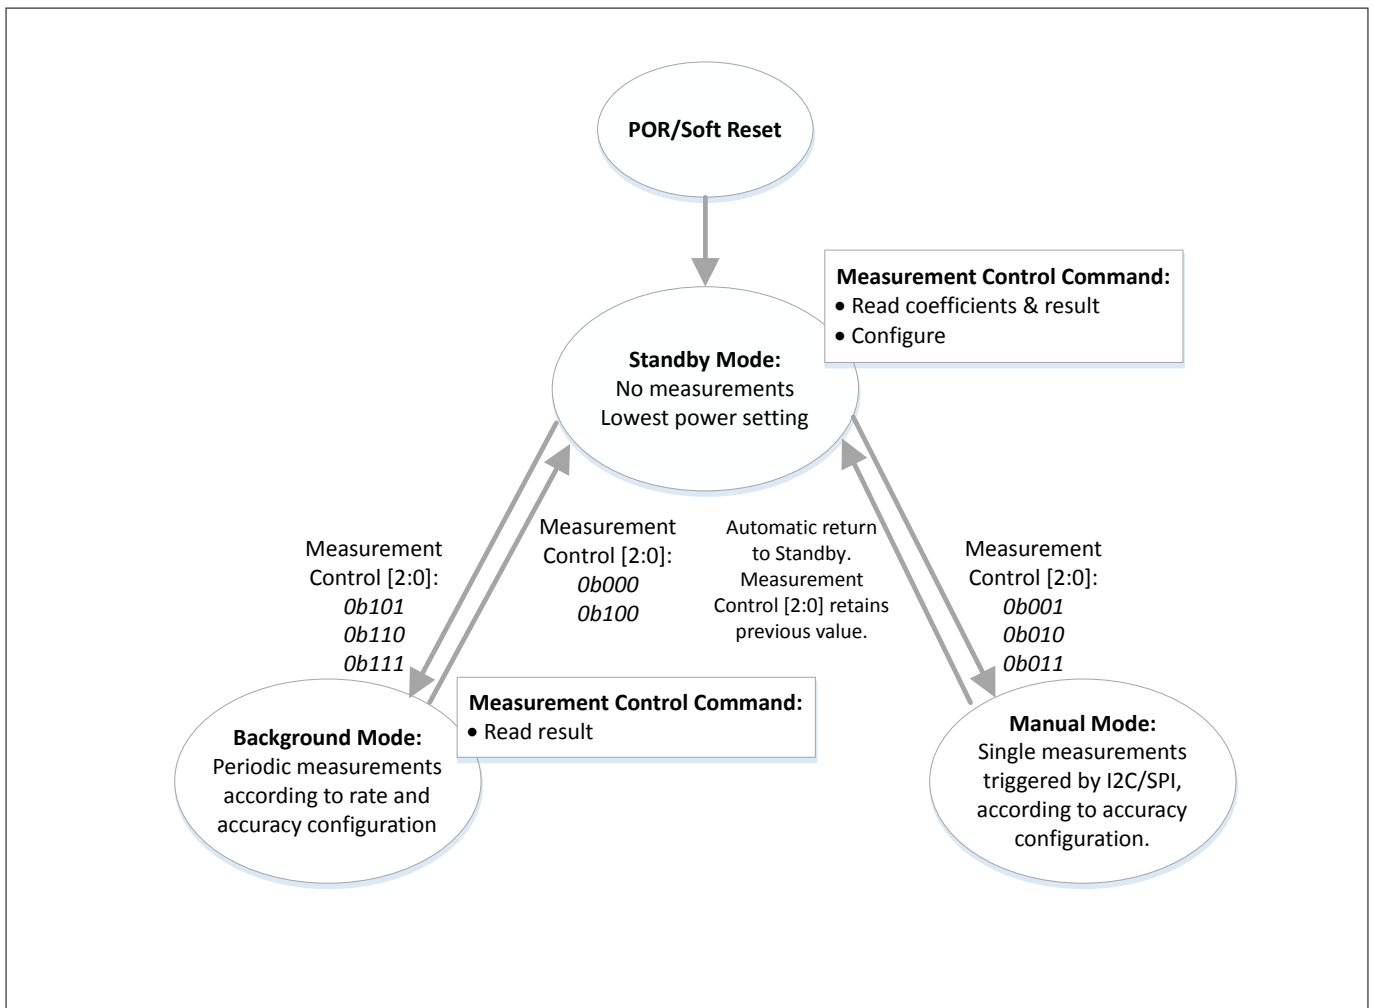 POR/Soft Reset
Measurement Control Command:
• Read coefficients & result
• Configure
Standby Mode:
No measurements
Lowest power setting
Measurement
Control [2:0]:
0b101
0b110
0b111
Measurement
Control [2:0]:
0b000
0b100
Automatic return
to Standby.
Measurement
Control [2:0] retains
previous value.
Measurement
Control [2:0]:
0b001
0b010
0b011
Measurement Control Command:
• Read result
Background Mode:
Periodic measurements
according to rate and
accuracy configuration
Manual Mode:
Single measurements
triggered by I2C/SPI,
according to accuracy
configuration.